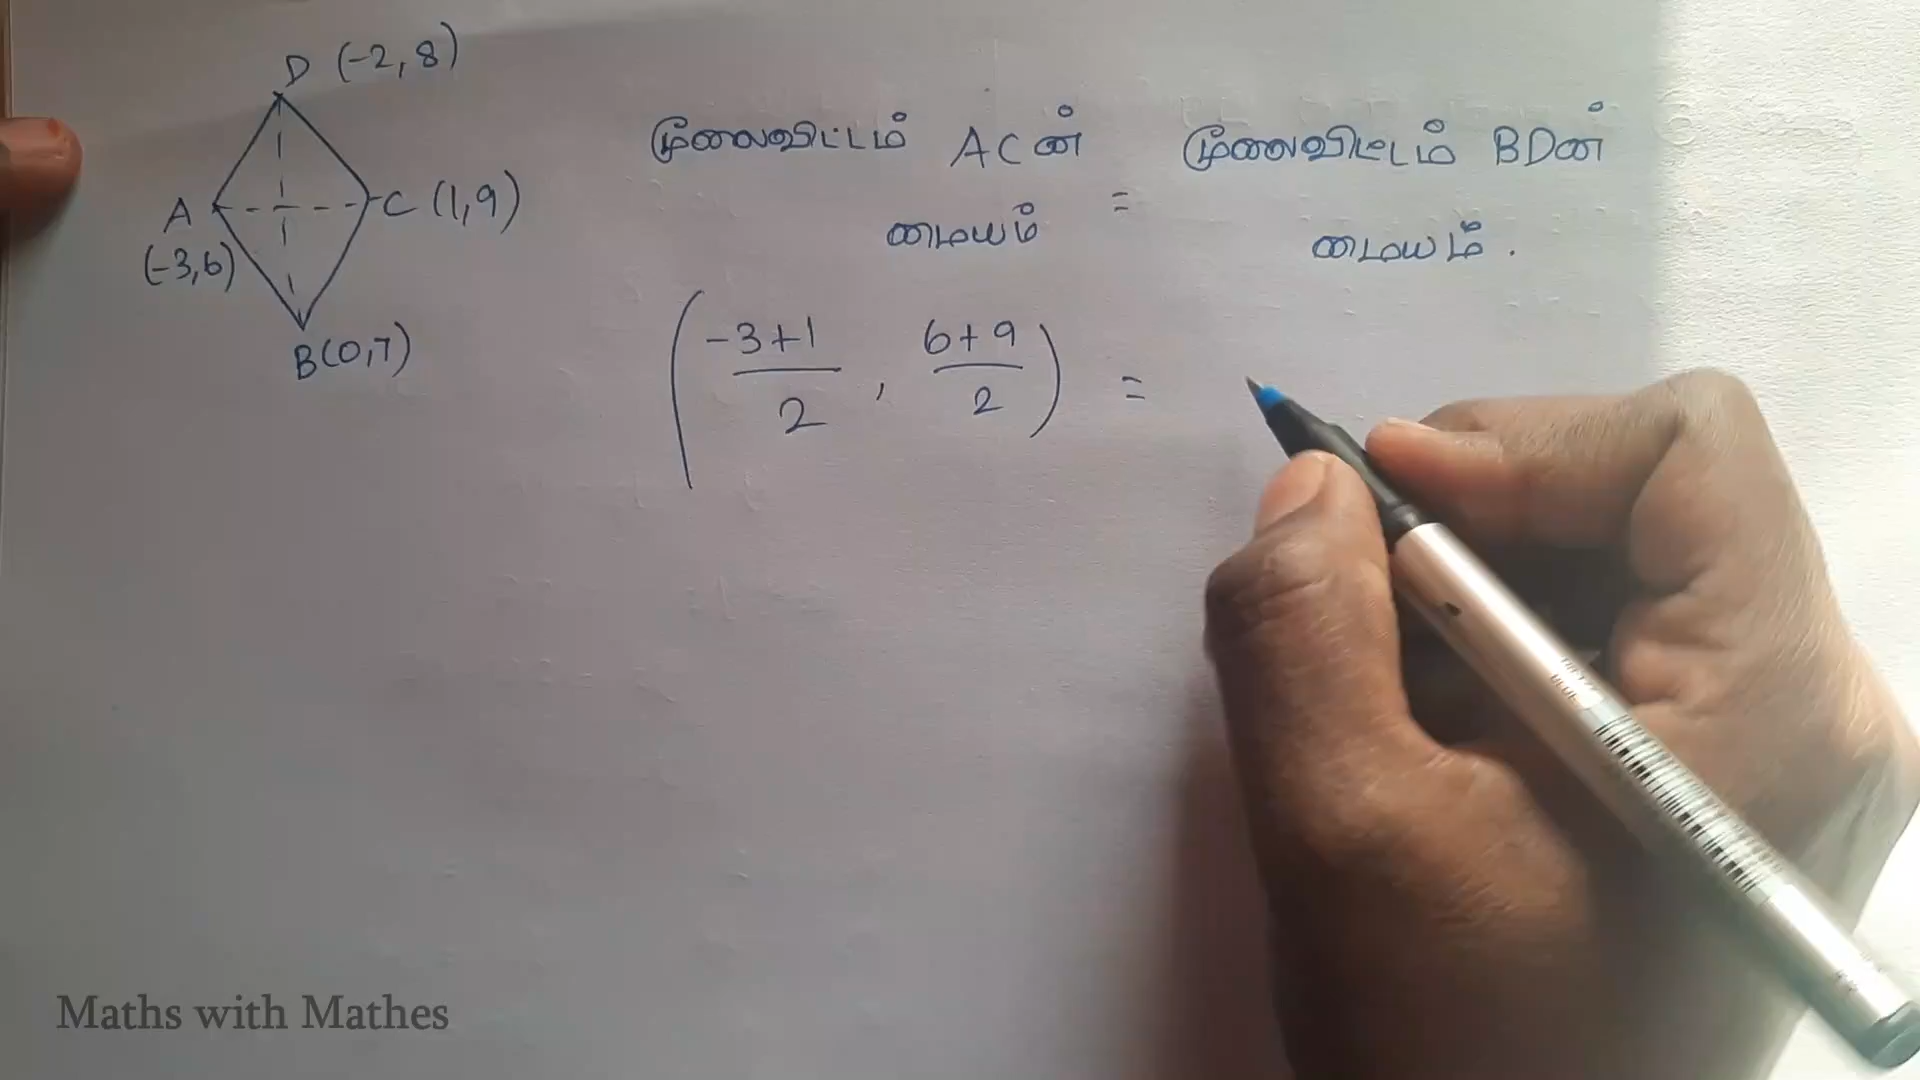 D (-2, 8)
A
(-3,6)
C (1, 9)
B(0,7)
மூலைவிட்டம் ACன் மையம் = மூலைவிட்டம் BDன் மையம்.
( -3+1 / 2 , 6+9 / 2 ) =
BLUE
Maths with Mathes